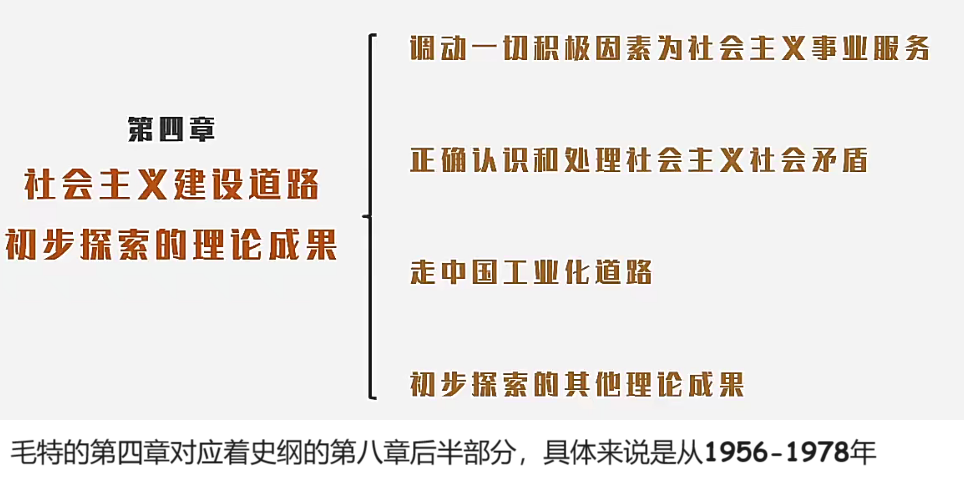 第四章
社会主义建设道路
初步探索的理论成果
调动一切积极因素为社会主义事业服务
正确认识和处理社会主义社会矛盾
走中国工业化道路
初步探索的其他理论成果
毛特的第四章对应着史纲的第八章后半部分，具体来说是从1956-1978年